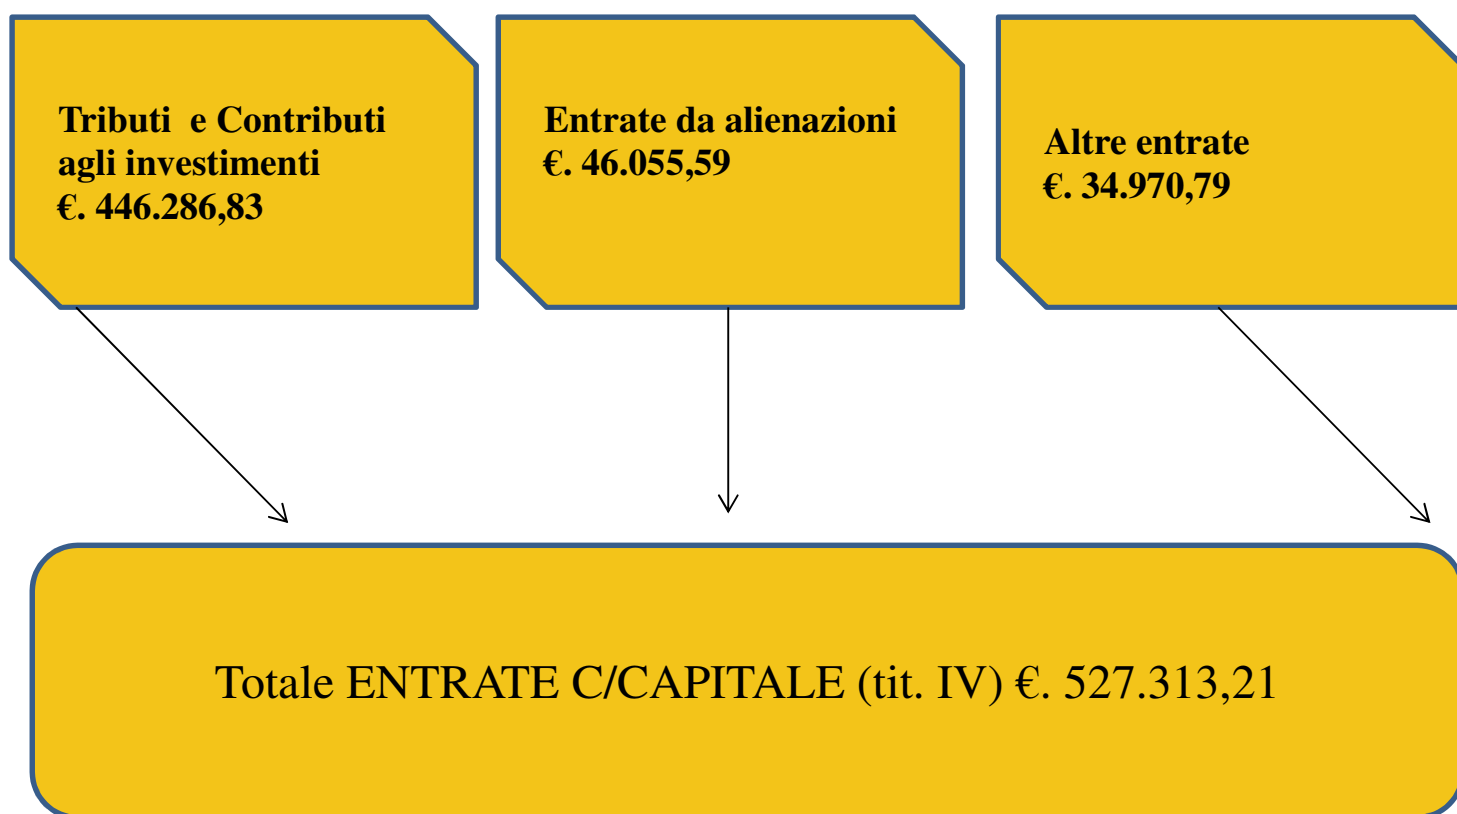 Tributi e Contributi
agli investimenti
€. 446.286,83
Entrate da alienazioni
€. 46.055,59
Altre entrate
€. 34.970,79
Totale ENTRATE C/CAPITALE (tit. IV) €. 527.313,21